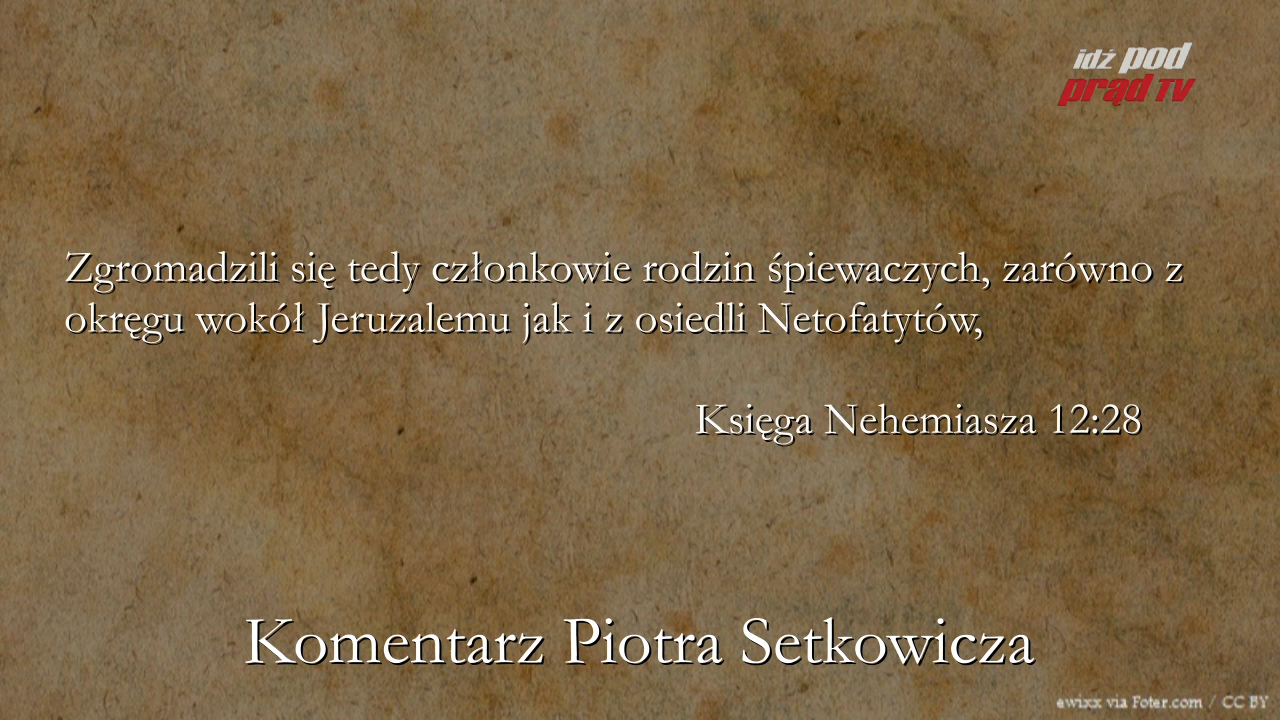 idź pod
prąd TV
Zgromadzili się tedy członkowie rodzin śpiewaczych, zarówno z
okręgu wokół Jeruzalemu jak i z osiedli Netofatytów,
Księga Nehemiasza 12:28
Komentarz Piotra Setkowicza
ewixx via Foter.com / CC BY